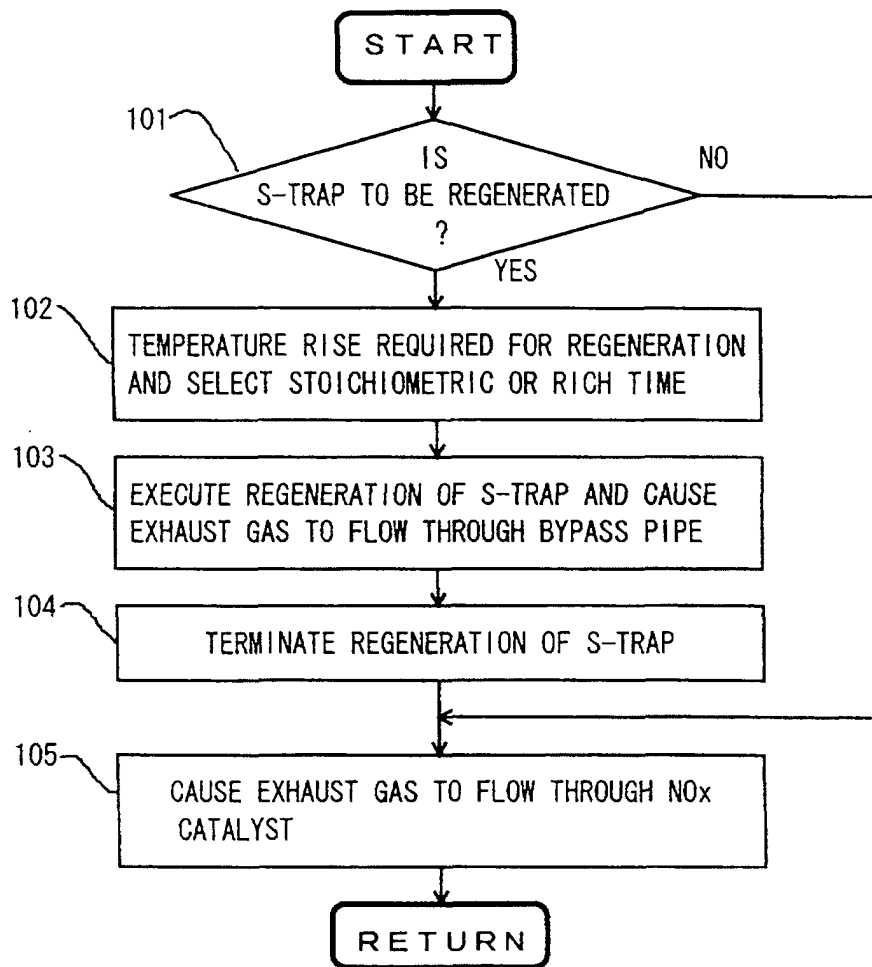 START
101
IS
S-TRAP TO BE REGENERATED
?
NO
YES
102
TEMPERATURE RISE REQUIRED FOR REGENERATION
AND SELECT STOICHIOMETRIC OR RICH TIME
103
EXECUTE REGENERATION OF S-TRAP AND CAUSE
EXHAUST GAS TO FLOW THROUGH BYPASS PIPE
104
TERMINATE REGENERATION OF S-TRAP
105
CAUSE EXHAUST GAS TO FLOW THROUGH NOx
CATALYST
RETURN